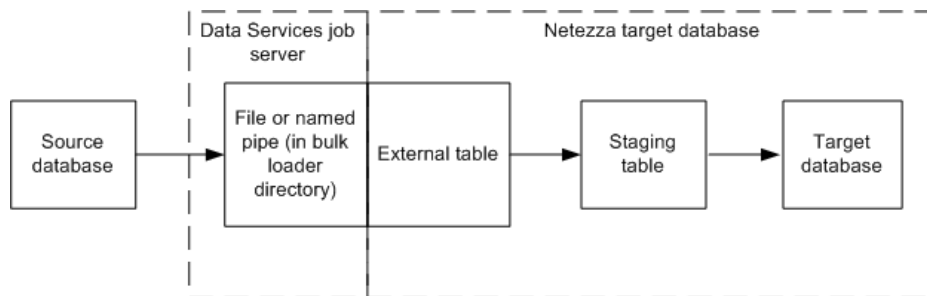 Data Services job
server
Netezza target database
Source
database
File or named
pipe (in bulk
loader
directory)
External table
Staging
table
Target
database